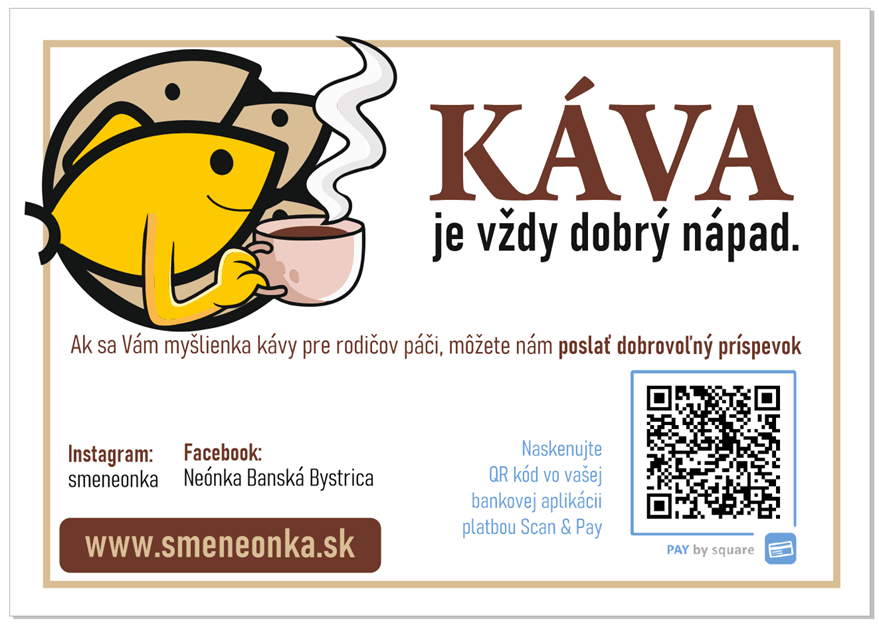 KÁVA
je vždy dobrý nápad.
Ak sa Vám myšlienka kávy pre rodičov páči, môžete nám poslať dobrovoľný príspevok
Instagram:
smeneonka
Facebook:
Neónka Banská Bystrica
www.smeneonka.sk
Naskenujte
QR kód vo vašej
bankovej aplikácii
platbou Scan & Pay
PAY by square